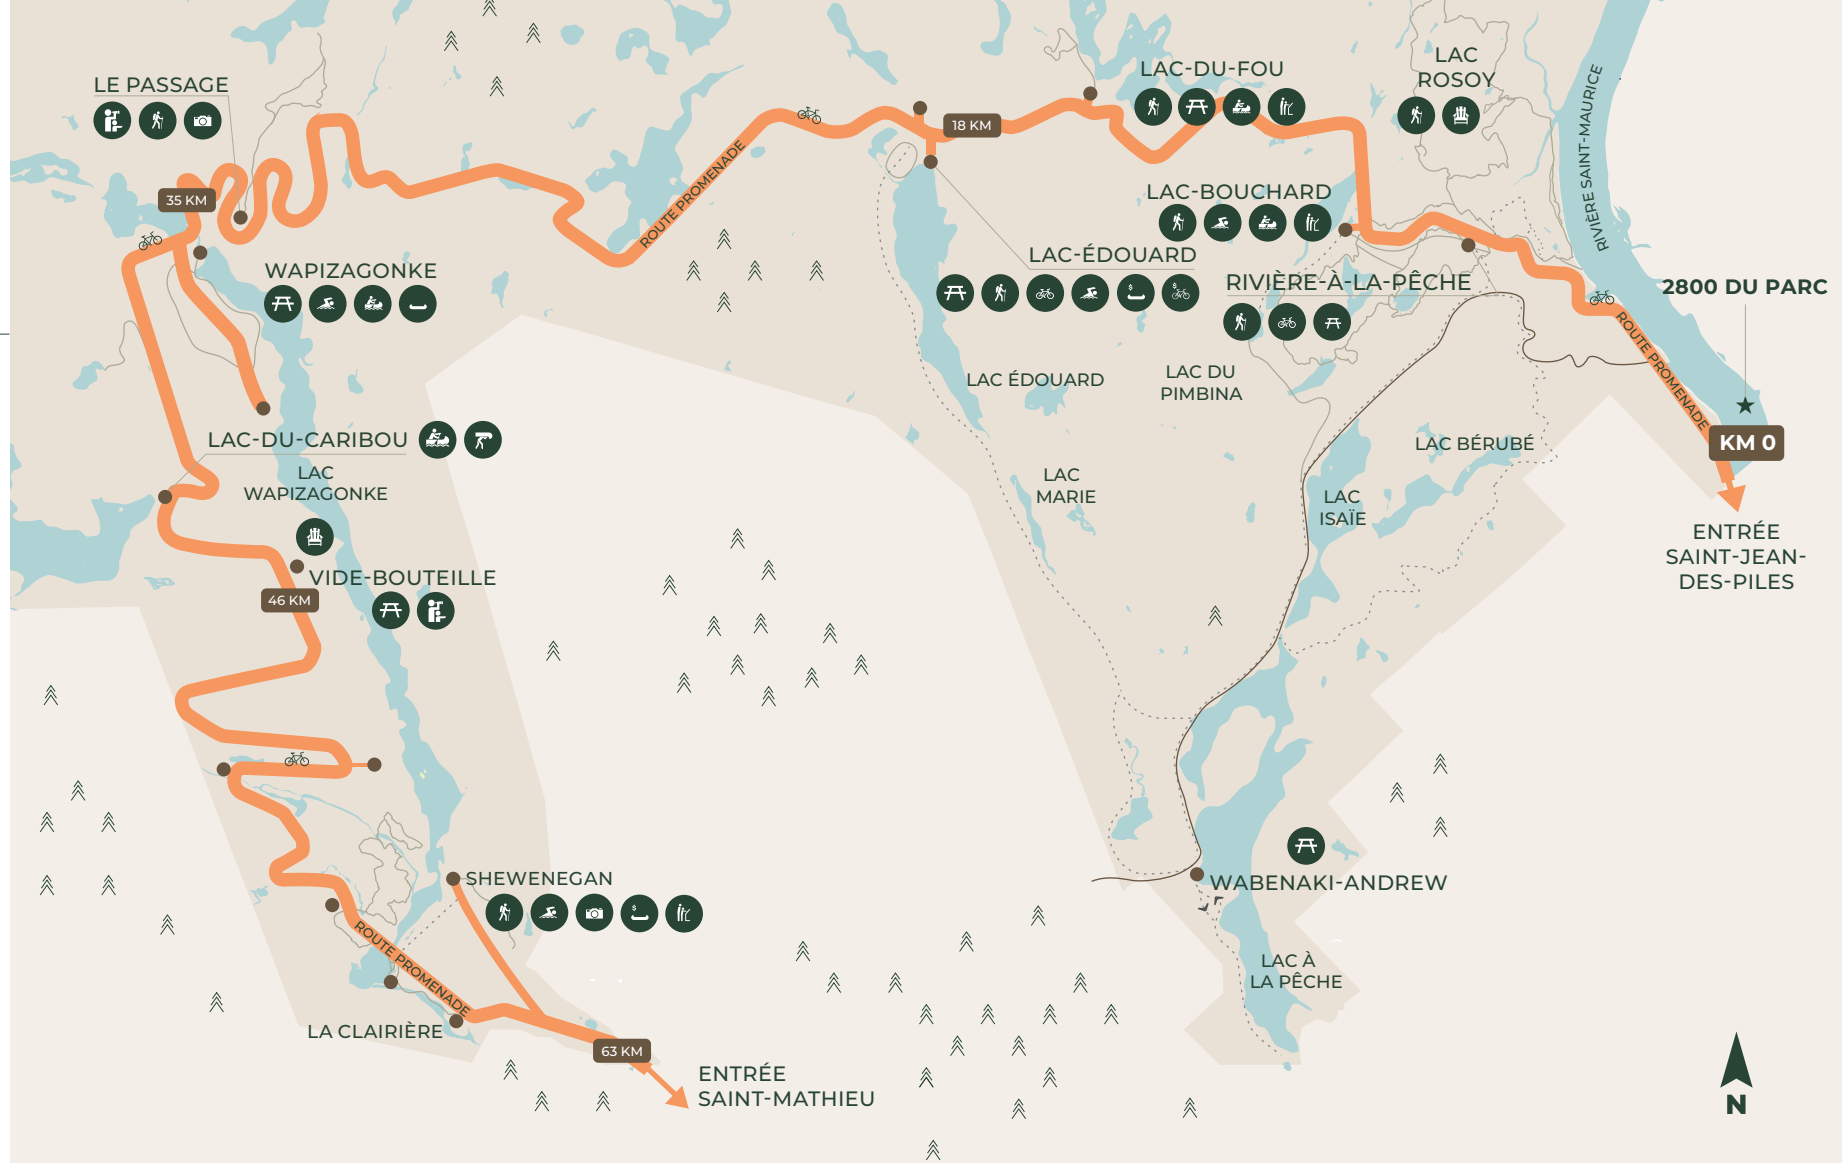 LE PASSAGE
35 KM
WAPIZAGONKE
LAC-DU-CARIBOU
LAC
WAPIZAGONKE
VIDE-BOUTEILLE
46 KM
SHEWENEGAN
ROUTE PROMENADE
LA CLAIRIÈRE
63 KM
ENTRÉE
SAINT-MATHIEU
ROUTE PROMENADE
18 KM
LAC-DU-FOU
LAC
ROSOY
RIVIÈRE SAINT-MAURICE
LAC-BOUCHARD
LAC-ÉDOUARD
$
$
RIVIÈRE-À-LA-PÊCHE
2800 DU PARC
ROUTE PROMENADE
KM 0
ENTRÉE
SAINT-JEAN-
DES-PILES
LAC ÉDOUARD
LAC DU
PIMBINA
LAC BÉRUBÉ
LAC
MARIE
LAC
ISAÏE
WABENAKI-ANDREW
LAC À
LA PÊCHE
$
N